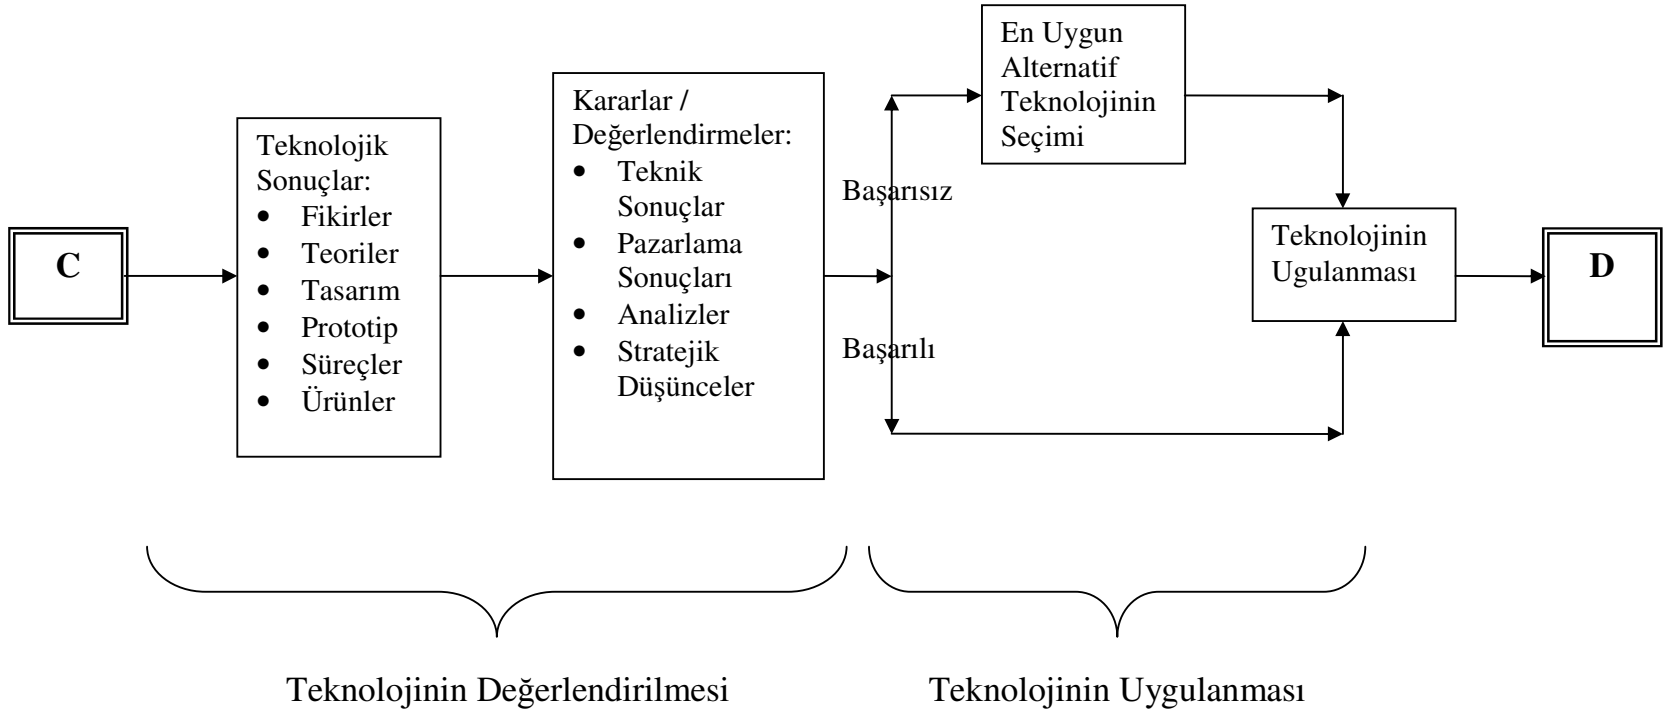 C
Teknolojik
Sonuçlar:
• Fikirler
• Teoriler
• Tasarım
• Prototip
• Süreçler
• Ürünler
Kararlar /
Değerlendirmeler:
• Teknik
Sonuçlar
• Pazarlama
Sonuçları
• Analizler
• Stratejik
Düşünceler
Başarısız
Başarılı
En Uygun
Alternatif
Teknolojinin
Seçimi
Teknolojinin
Ugulanması
D
Teknolojinin Değerlendirilmesi
Teknolojinin Uygulanması